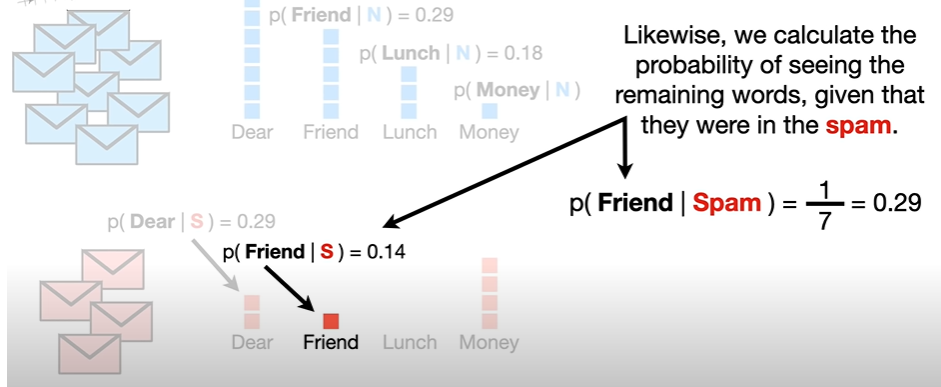 p( Friend | N ) = 0.29
p( Lunch | N ) = 0.18
p( Money | N )
Dear Friend Lunch Money
Likewise, we calculate the
probability of seeing the
remaining words, given that
they were in the spam.
p( Friend | Spam ) = 1/7 = 0.29
p( Dear | S ) = 0.29
p( Friend | S ) = 0.14
Dear Friend Lunch Money